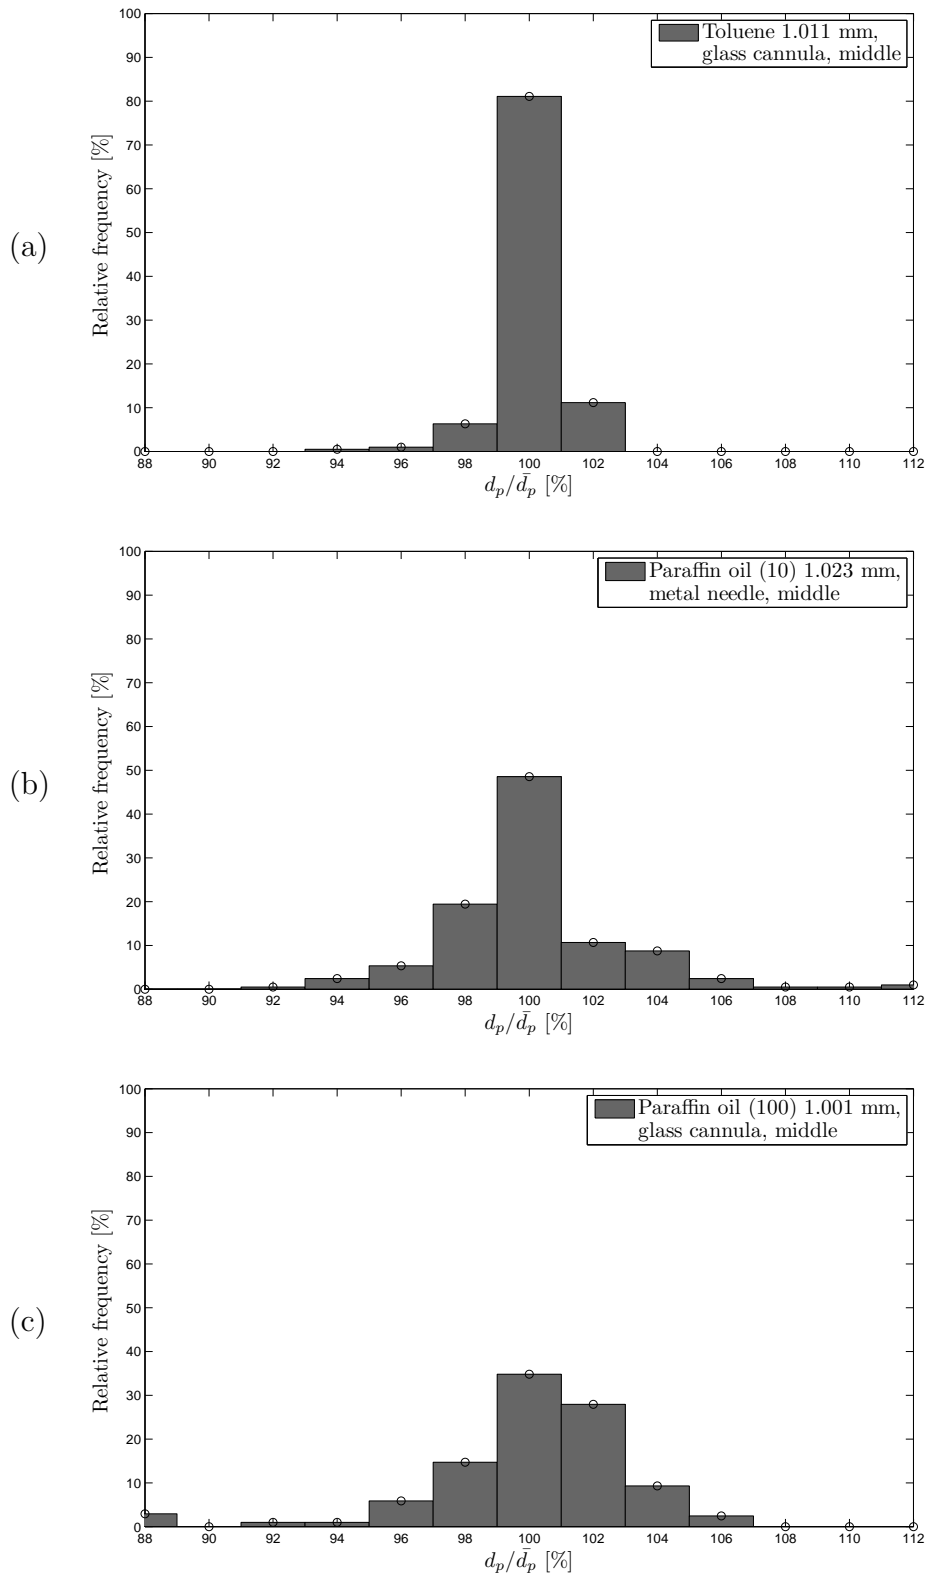 (a)
Relative frequency [%]
100
90
80
70
60
50
40
30
20
10
0
Toluene 1.011 mm,
glass cannula, middle
88 90 92 94 96 98 100 102 104 106 108 110 112
d_p/d̄_p [%]
(b)
Relative frequency [%]
100
90
80
70
60
50
40
30
20
10
0
Paraffin oil (10) 1.023 mm,
metal needle, middle
88 90 92 94 96 98 100 102 104 106 108 110 112
d_p/d̄_p [%]
(c)
Relative frequency [%]
100
90
80
70
60
50
40
30
20
10
0
Paraffin oil (100) 1.001 mm,
glass cannula, middle
88 90 92 94 96 98 100 102 104 106 108 110 112
d_p/d̄_p [%]